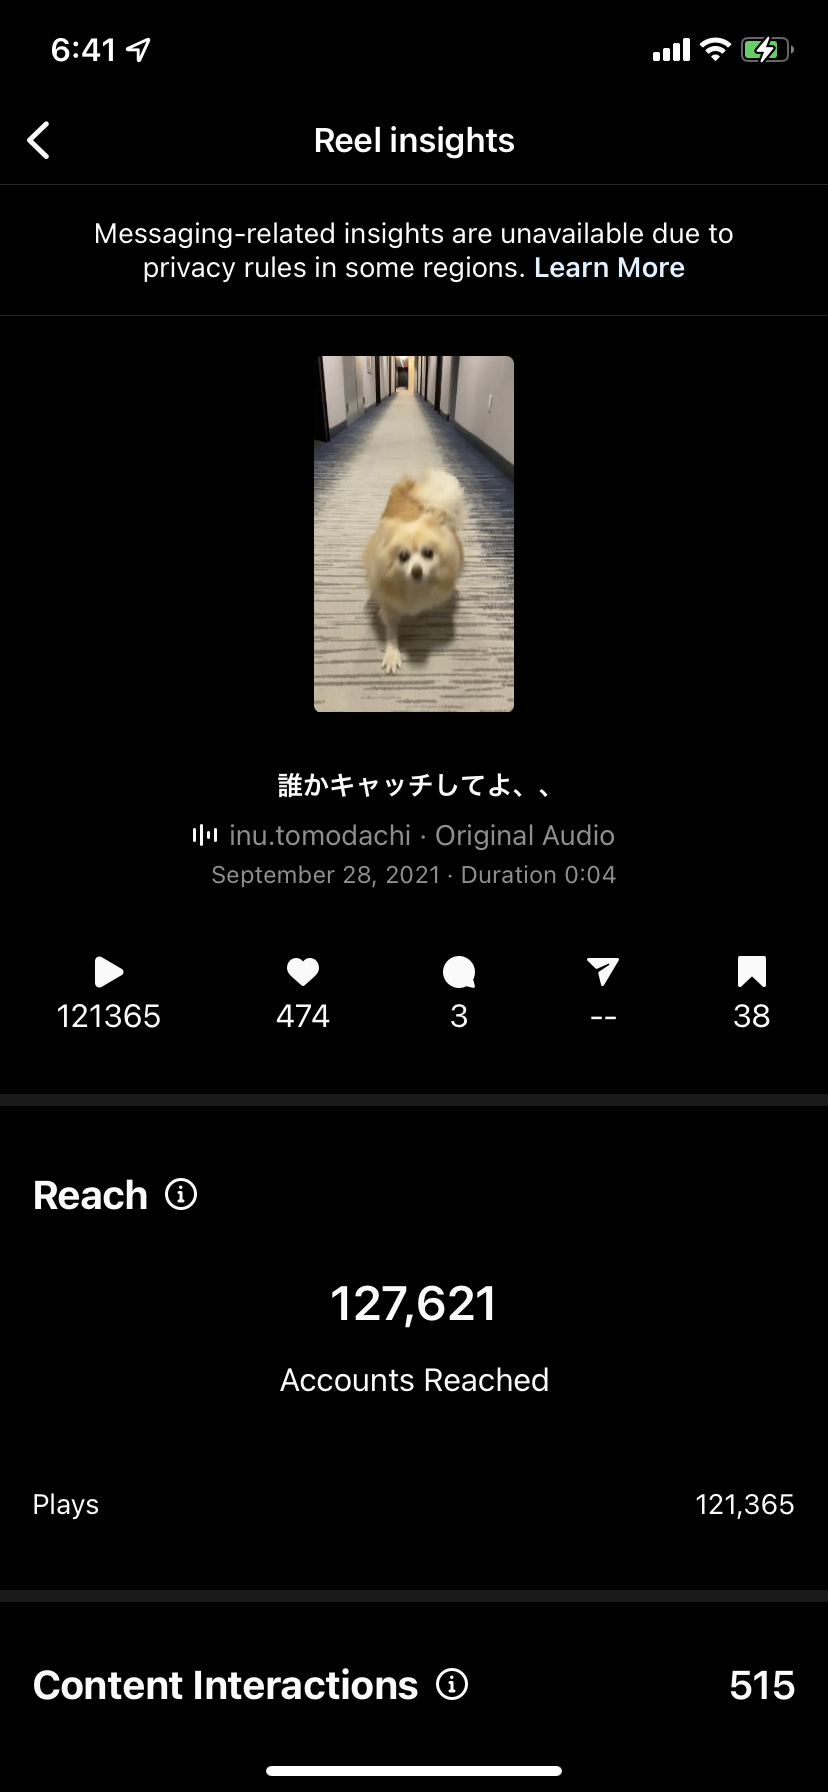 6:41
Reel insights
Messaging-related insights are unavailable due to
privacy rules in some regions. Learn More
誰かキャッチしてよ、、
inu.tomodachi · Original Audio
September 28, 2021 · Duration 0:04
121365 474 3 -- 38
Reach
127,621
Accounts Reached
Plays 121,365
Content Interactions 515